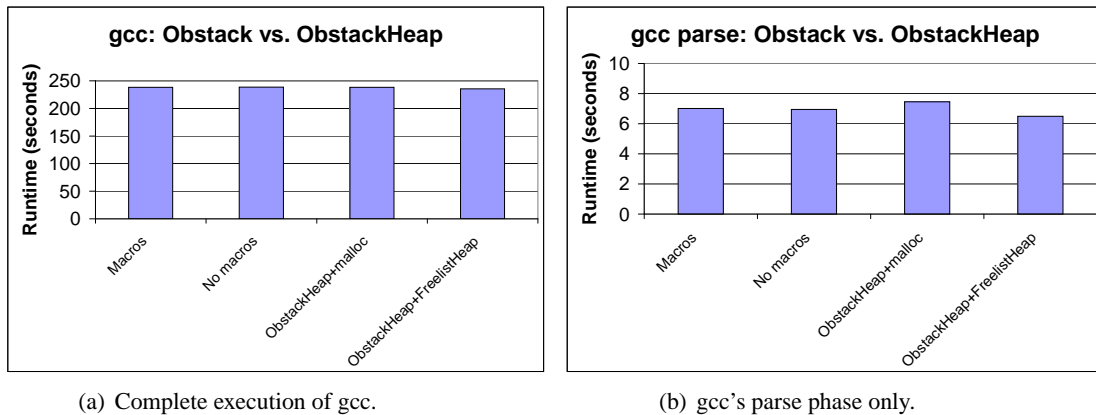 gcc: Obstack vs. ObstackHeap
Runtime (seconds)
250
200
150
100
50
0
Macros
No macros
ObstackHeap+malloc
ObstackHeap+FreelistHeap
(a) Complete execution of gcc.
gcc parse: Obstack vs. ObstackHeap
Runtime (seconds)
10
8
6
4
2
0
Macros
No macros
ObstackHeap+malloc
ObstackHeap+FreelistHeap
(b) gcc’s parse phase only.